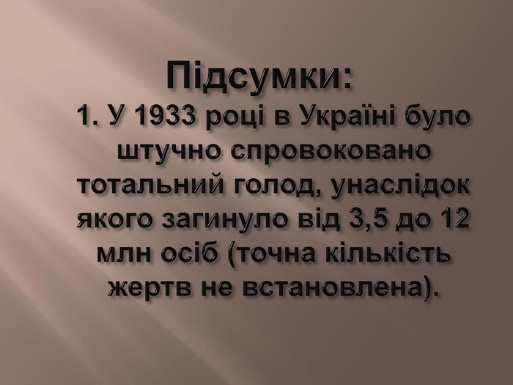 Підсумки:
1. У 1933 році в Україні було
штучно спровоковано
тотальний голод, унаслідок
якого загинуло від 3,5 до 12
млн осіб (точна кількість
жертв не встановлена).